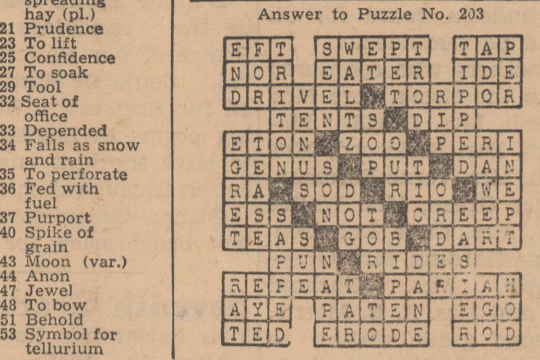 spreading
hay (pl.)
21 Prudence
23 To lift
25 Confidence
27 To soak
29 Tool
32 Seat of
office
33 Depended
34 Falls as snow
and rain
35 To perforate
36 Fed with
fuel
37 Purport
40 Spike of
grain
43 Moon (var.)
44 Anon
47 Jewel
48 To bow
51 Behold
53 Symbol for
tellurium
Answer to Puzzle No. 203
EFT SWEPT TAP
NOR EATER IDE
DRIVEL TORPOR
TENTS DIP
ETON ZOO PERI
GENUS PUT DAN
RA SOD RIO WE
ESS NOT CREEP
TEAS GOB DART
PUN RIDES
REPEAT PARIAH
AYE PATEN EGO
TED ERODE ROD